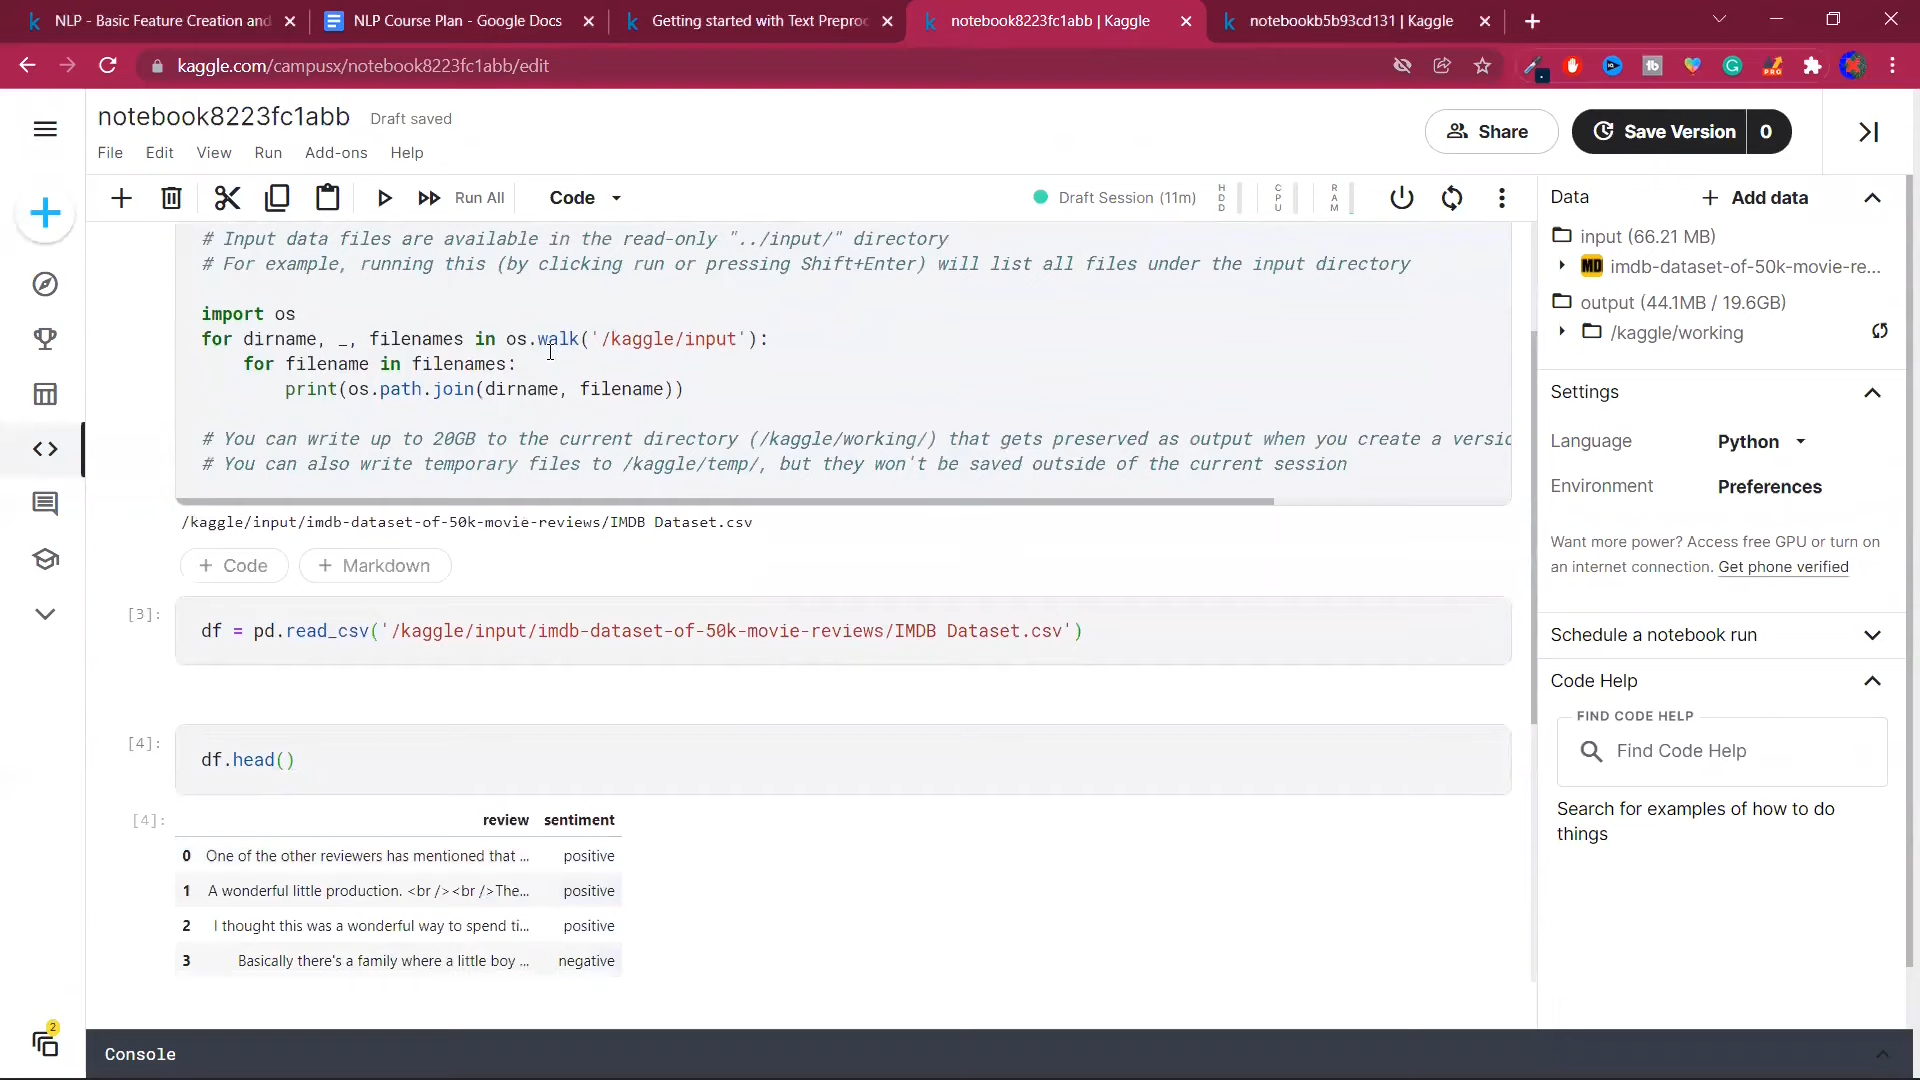 NLP - Basic Feature Creation and
NLP Course Plan - Google Docs
Getting started with Text Preproc
notebook8223fc1abb | Kaggle
notebookb5b93cd131 | Kaggle
kaggle.com/campusx/notebook8223fc1abb/edit
notebook8223fc1abb Draft saved
File Edit View Run Add-ons Help
Share
Save Version 0
Run All
Code
Draft Session (11m)
HDD
CPU
RAM
# Input data files are available in the read-only "../input/" directory
# For example, running this (by clicking run or pressing Shift+Enter) will list all files under the input directory
import os
for dirname, _, filenames in os.walk('/kaggle/input'):
for filename in filenames:
print(os.path.join(dirname, filename))
# You can write up to 20GB to the current directory (/kaggle/working/) that gets preserved as output when you create a versio
# You can also write temporary files to /kaggle/temp/, but they won't be saved outside of the current session
/kaggle/input/imdb-dataset-of-50k-movie-reviews/IMDB Dataset.csv
+ Code + Markdown
[3]: df = pd.read_csv('/kaggle/input/imdb-dataset-of-50k-movie-reviews/IMDB Dataset.csv')
[4]: df.head()
[4]: review sentiment
0 One of the other reviewers has mentioned that ... positive
1 A wonderful little production. <br /><br />The... positive
2 I thought this was a wonderful way to spend ti... positive
3 Basically there's a family where a little boy ... negative
Data
+ Add data
input (66.21 MB)
MD imdb-dataset-of-50k-movie-re...
output (44.1MB / 19.6GB)
/kaggle/working
Settings
Language Python
Environment Preferences
Want more power? Access free GPU or turn on
an internet connection. Get phone verified
Schedule a notebook run
Code Help
FIND CODE HELP
Find Code Help
Search for examples of how to do
things
2
Console